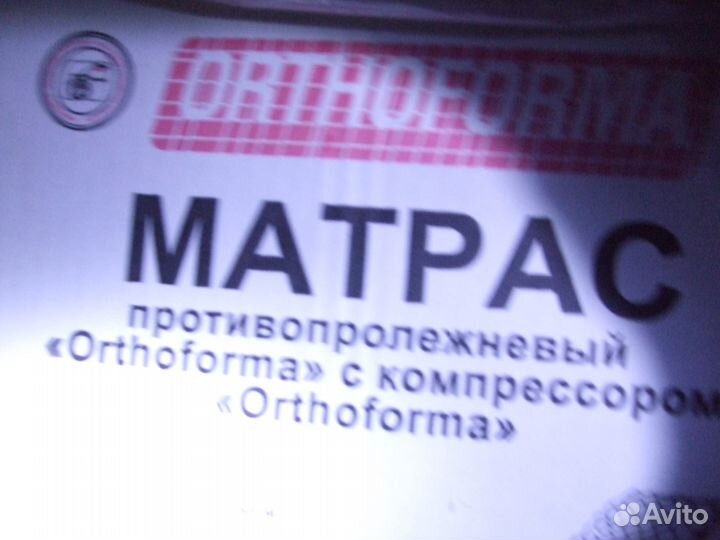 ORTHOFORMA
МАТРАС
противопролежневый
«Orthoforma» с компрессором
«Orthoforma»
Avito